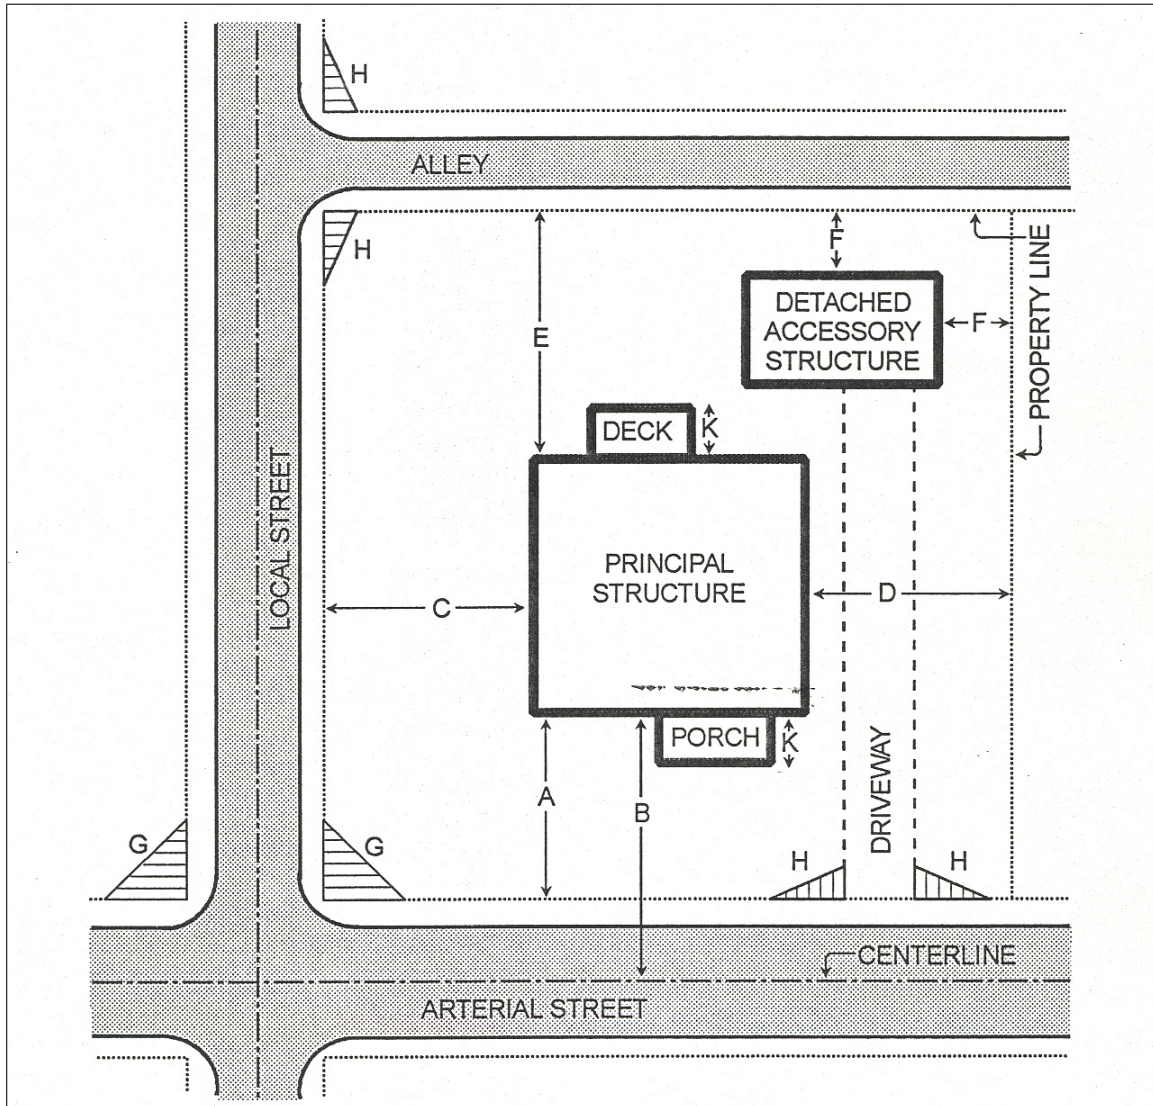 H
ALLEY
H
F
PROPERTY LINE
DETACHED
ACCESSORY
STRUCTURE
F
E
DECK
K
LOCAL STREET
PRINCIPAL
STRUCTURE
C
D
PORCH
K
A
B
DRIVEWAY
G
G
H
H
CENTERLINE
ARTERIAL STREET